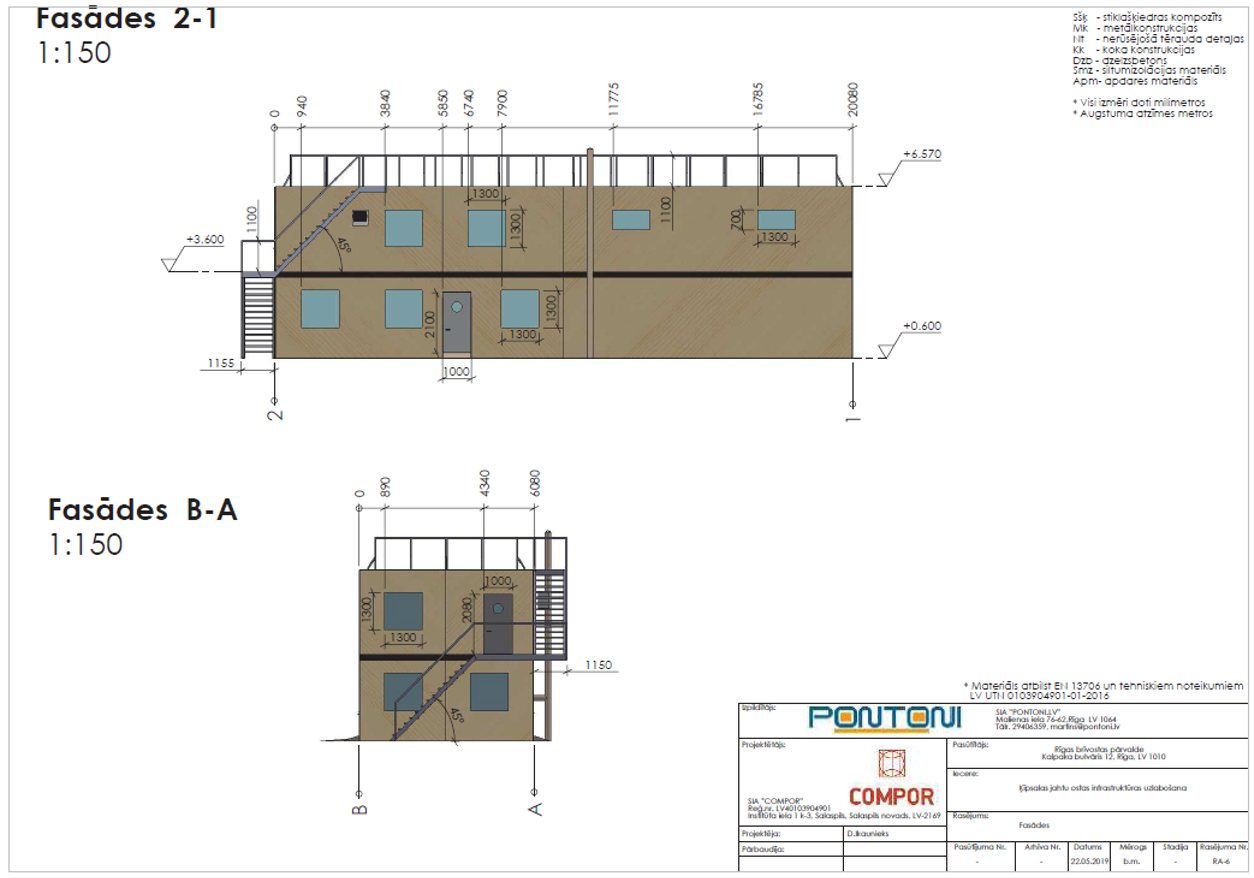 Fasādes 2-1
1:150
Sšķ - stiklašķiedras kompozīts
Mk - metālkonstrukcijas
Nt - nerūsējošā tērauda detaļas
Kk - koka konstrukcijas
Dzb - dzelzsbetons
Smz - siltumizolācijas materiāls
Apm- apdares materiāls
* Visi izmēri doti milimetros
* Augstuma atzīmes metros
0
940
3840
5850
6740
7900
11775
16785
20080
+6.570
1300
1300
1100
700
1300
1100
+3.600
45°
2100
1300
1300
+0.600
1155
1000
2
1
Fasādes B-A
1:150
0
890
4340
6080
1000
1300
2080
1300
1150
45°
B
A
* Materiāls atbilst EN 13706 un tehniskiem noteikumiem
LV UTN 0103904901-01-2016
Izpildītājs:
PONTONI
SIA "PONTONI.LV"
Malienas iela 76-62,Rīga LV 1064
Tālr. 29406359, martins@pontoni.lv
Projektētājs:
COMPOR
SIA "COMPOR"
Reģ.nr. LV40103904901
Institūta iela 1 k-3, Salaspils, Salaspils novads, LV-2169
Pasūtītājs:
Rīgas brīvostas pārvalde
Kalpaka bulvāris 12, Rīga, LV 1010
Iecere:
Ķīpsalas jahtu ostas infrastruktūras uzlabošana
Rasējums:
Fasādes
Projektēja:
D.Ikaunieks
Pārbaudīja:
Pasūtījuma Nr. Arhīva Nr. Datums Mērogs Stadija Rasējuma Nr.
- - 22.05.2019 b.m. - RA-6